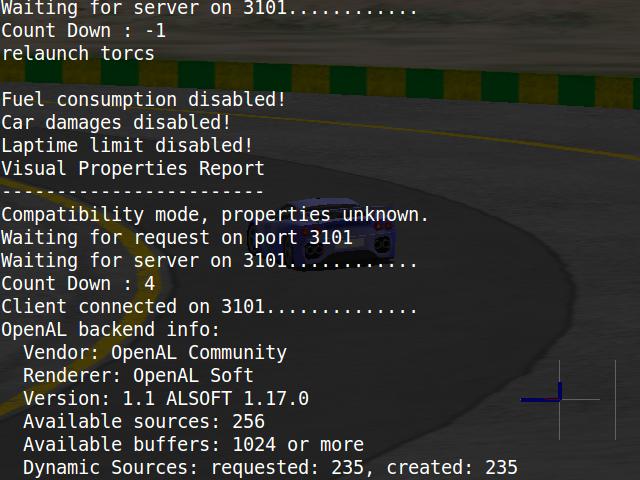 Waiting for server on 3101............
Count Down : -1
relaunch torcs
Fuel consumption disabled!
Car damages disabled!
Laptime limit disabled!
Visual Properties Report
------------------------
Compatibility mode, properties unknown.
Waiting for request on port 3101
Waiting for server on 3101............
Count Down : 4
Client connected on 3101..............
OpenAL backend info:
  Vendor: OpenAL Community
  Renderer: OpenAL Soft
  Version: 1.1 ALSOFT 1.17.0
  Available sources: 256
  Available buffers: 1024 or more
  Dynamic Sources: requested: 235, created: 235